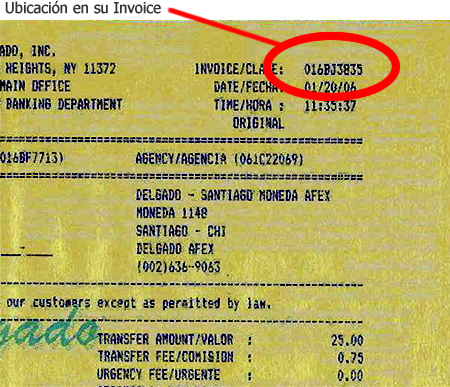 Ubicación en su Invoice
ADO, INC.
HEIGHTS, NY 11372 INVOICE/CLAVE: 016BJ3835
MAIN OFFICE DATE/FECHA: 01/20/06
BANKING DEPARTMENT TIME/HORA : 11:35:37
ORIGINAL
016BF7713) AGENCY/AGENCIA (061C22069)
DELGADO - SANTIAGO MONEDA AFEX
MONEDA 1148
SANTIAGO - CHI
DELGADO AFEX
(002)636-9063
our customers except as permitted by law.
gado
TRANSFER AMOUNT/VALOR : 25.00
TRANSFER FEE/COMISION : 0.75
URGENCY FEE/URGENTE : 0.00